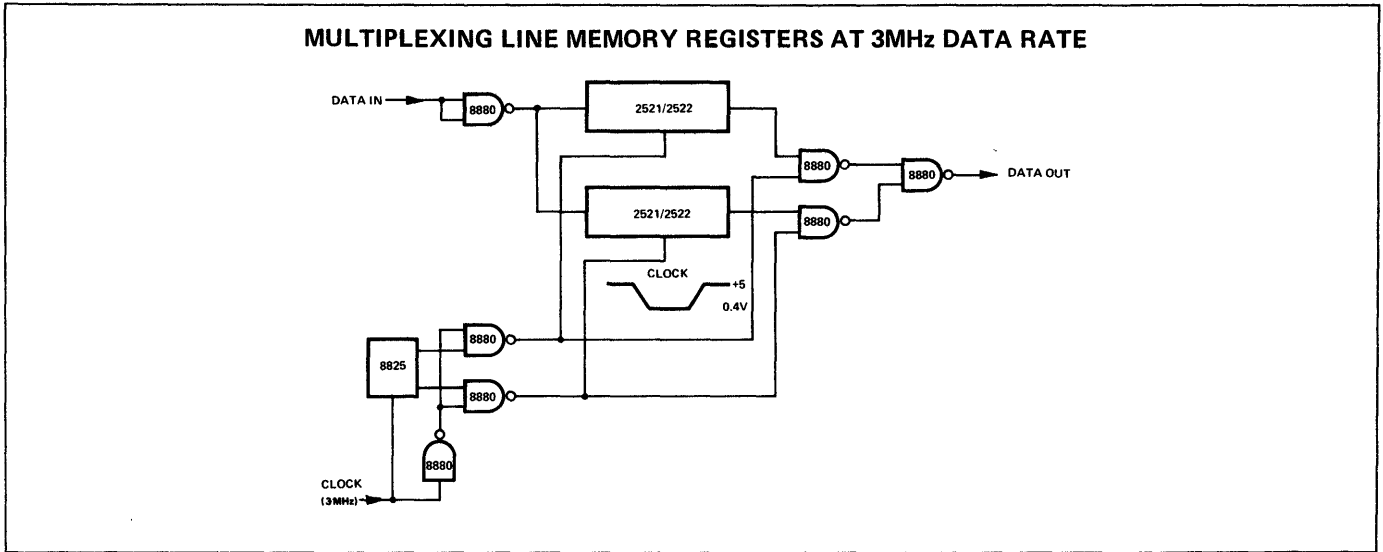 MULTIPLEXING LINE MEMORY REGISTERS AT 3MHz DATA RATE
DATA IN
8880
2521/2522
8880
8880
DATA OUT
2521/2522
8880
CLOCK
+5
0.4V
8880
8825
8880
8880
CLOCK
(3MHz)